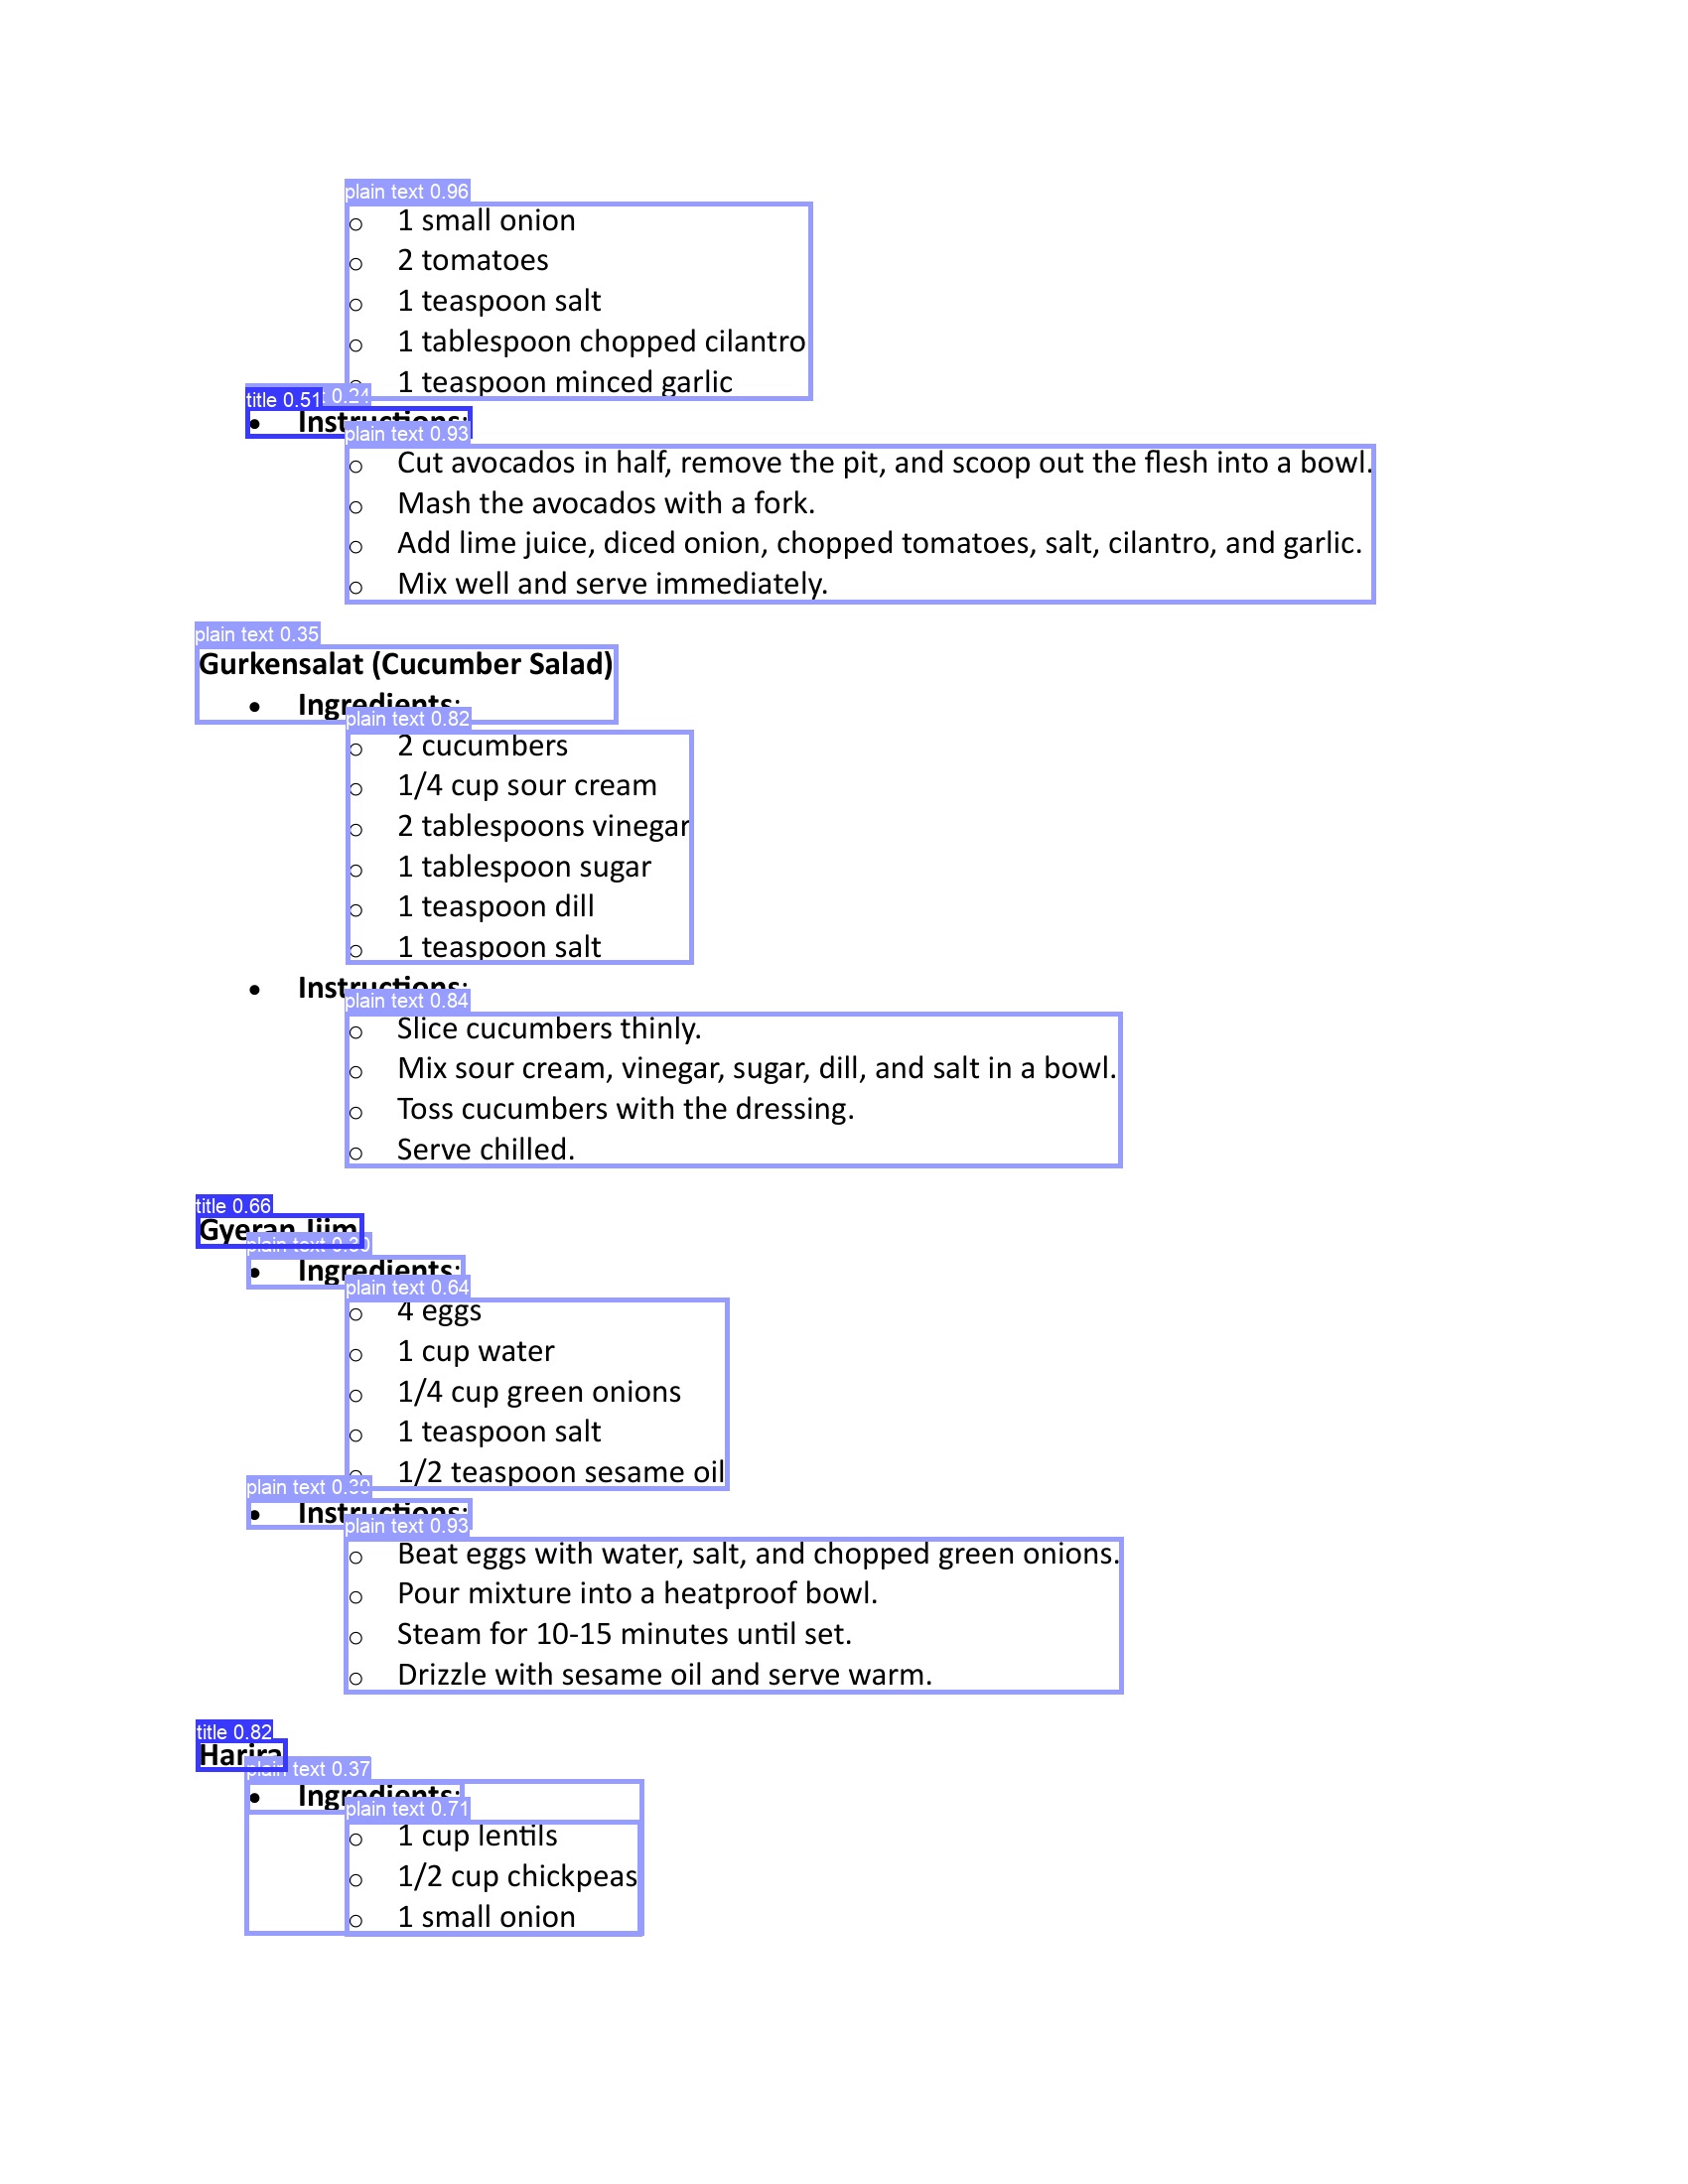 plain text 0.96
○ 1 small onion
○ 2 tomatoes
○ 1 teaspoon salt
○ 1 tablespoon chopped cilantro
○ 1 teaspoon minced garlic
title 0.51 0.24
• Instructions:
plain text 0.93
○ Cut avocados in half, remove the pit, and scoop out the flesh into a bowl.
○ Mash the avocados with a fork.
○ Add lime juice, diced onion, chopped tomatoes, salt, cilantro, and garlic.
○ Mix well and serve immediately.
plain text 0.35
Gurkensalat (Cucumber Salad)
• Ingredients:
plain text 0.82
○ 2 cucumbers
○ 1/4 cup sour cream
○ 2 tablespoons vinegar
○ 1 tablespoon sugar
○ 1 teaspoon dill
○ 1 teaspoon salt
• Instructions:
plain text 0.84
○ Slice cucumbers thinly.
○ Mix sour cream, vinegar, sugar, dill, and salt in a bowl.
○ Toss cucumbers with the dressing.
○ Serve chilled.
title 0.66
Gyeran Jjim
plain text 0.30
• Ingredients:
plain text 0.64
○ 4 eggs
○ 1 cup water
○ 1/4 cup green onions
○ 1 teaspoon salt
○ 1/2 teaspoon sesame oil
plain text 0.39
• Instructions:
plain text 0.93
○ Beat eggs with water, salt, and chopped green onions.
○ Pour mixture into a heatproof bowl.
○ Steam for 10-15 minutes until set.
○ Drizzle with sesame oil and serve warm.
title 0.82
Harira
plain text 0.37
• Ingredients:
plain text 0.71
○ 1 cup lentils
○ 1/2 cup chickpeas
○ 1 small onion